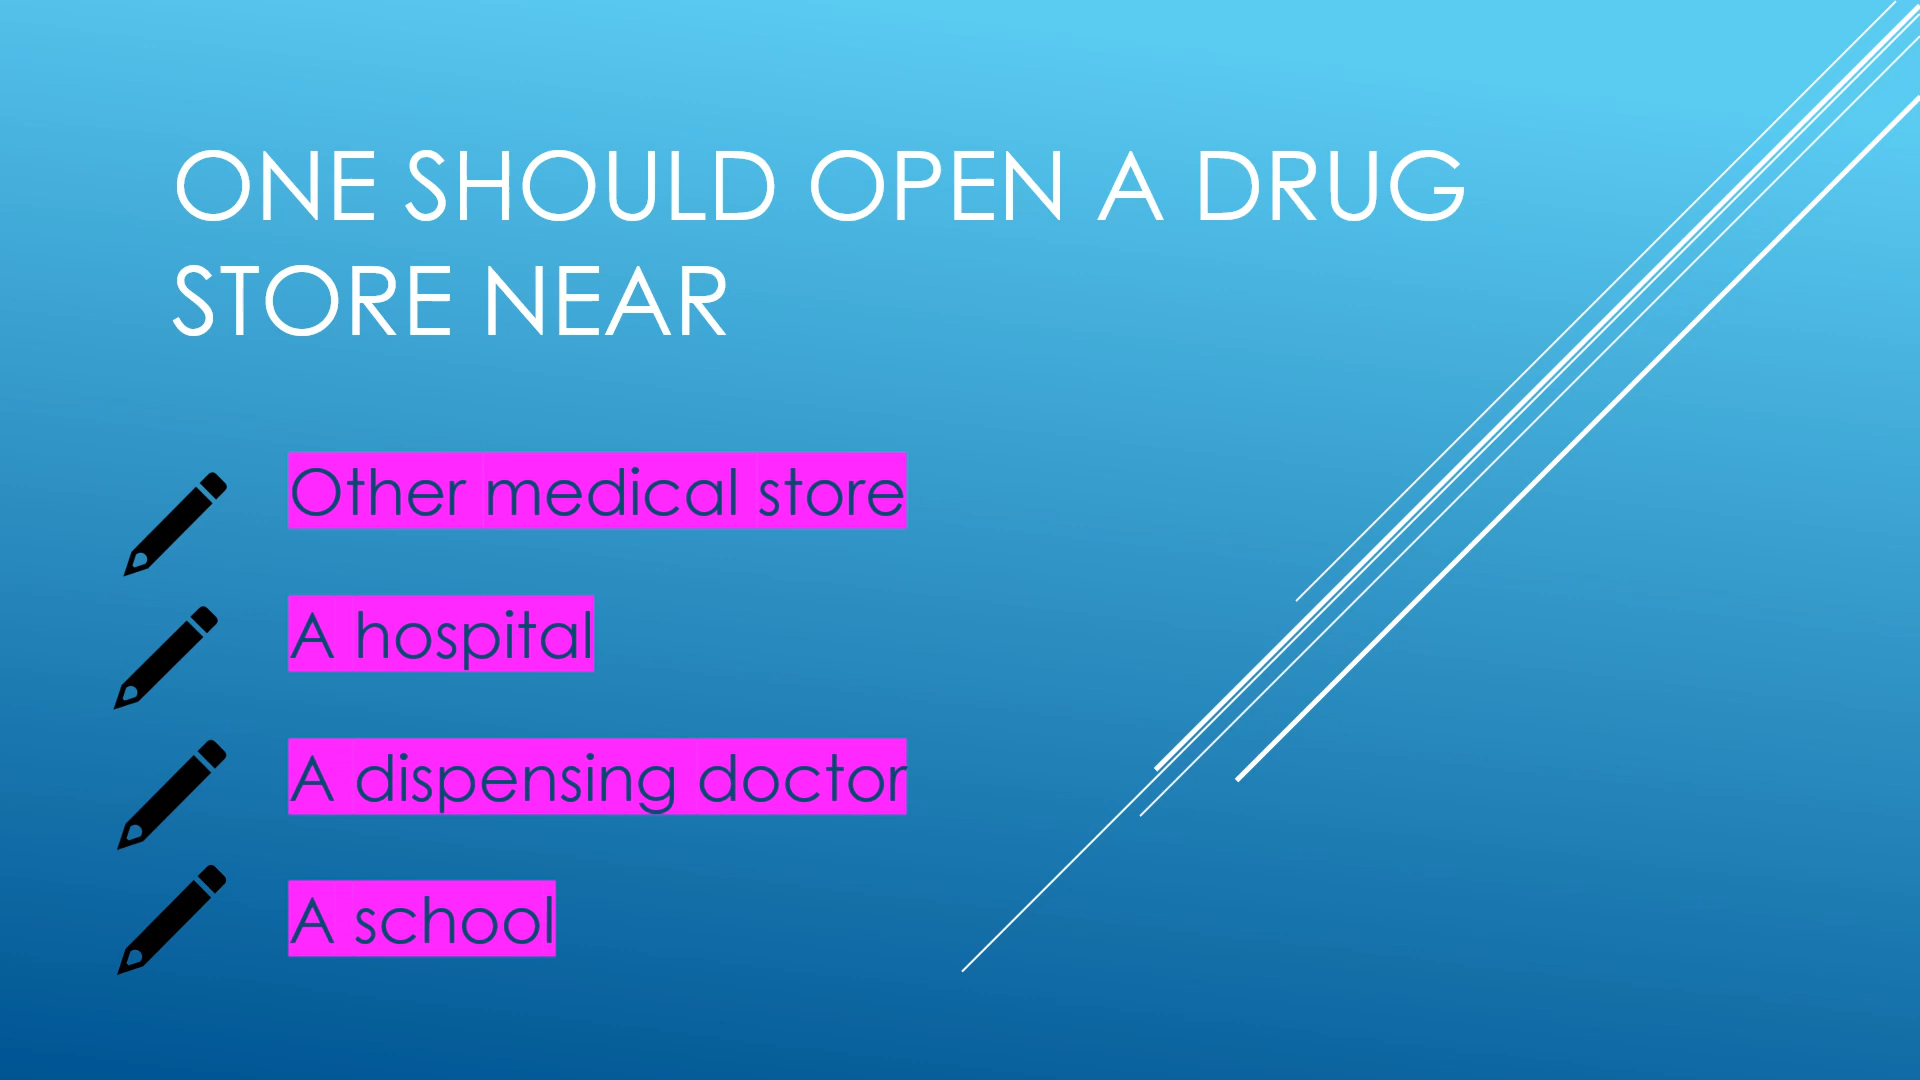 ONE SHOULD OPEN A DRUG
STORE NEAR
Other medical store
A hospital
A dispensing doctor
A school